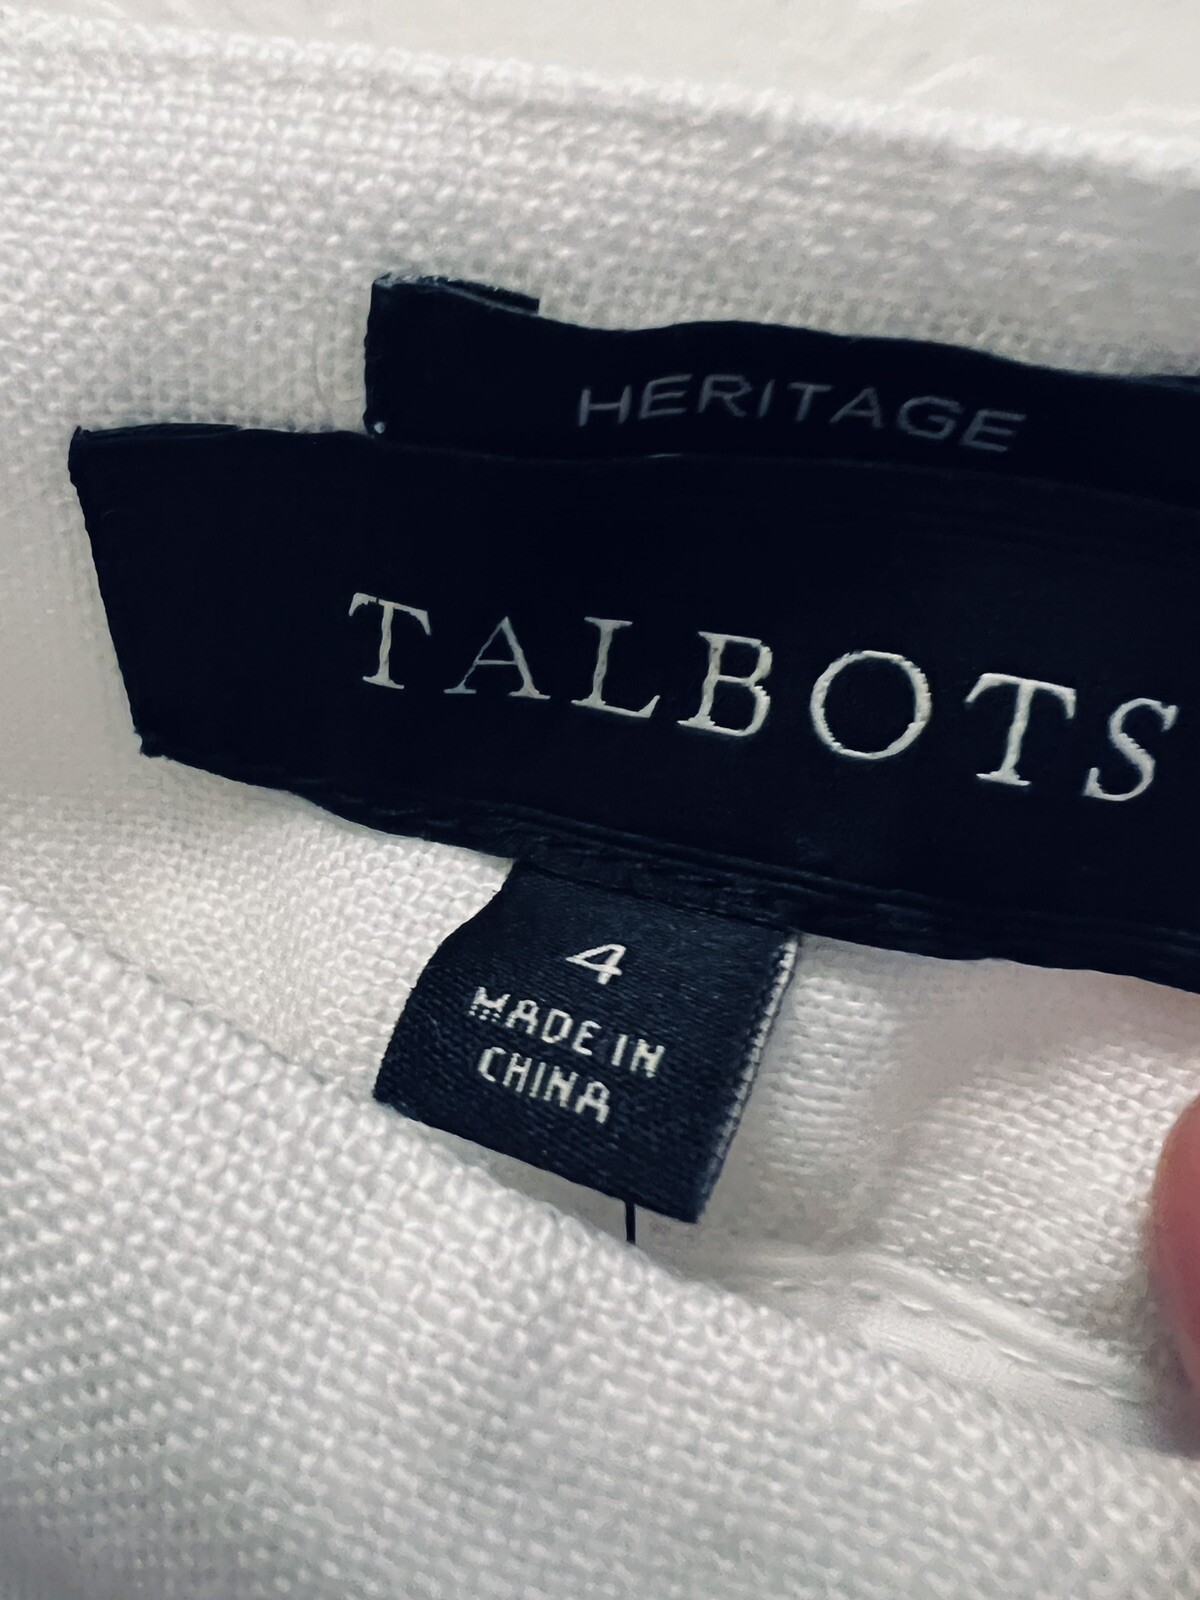 HERITAGE
TALBOTS
4
MADE IN
CHINA